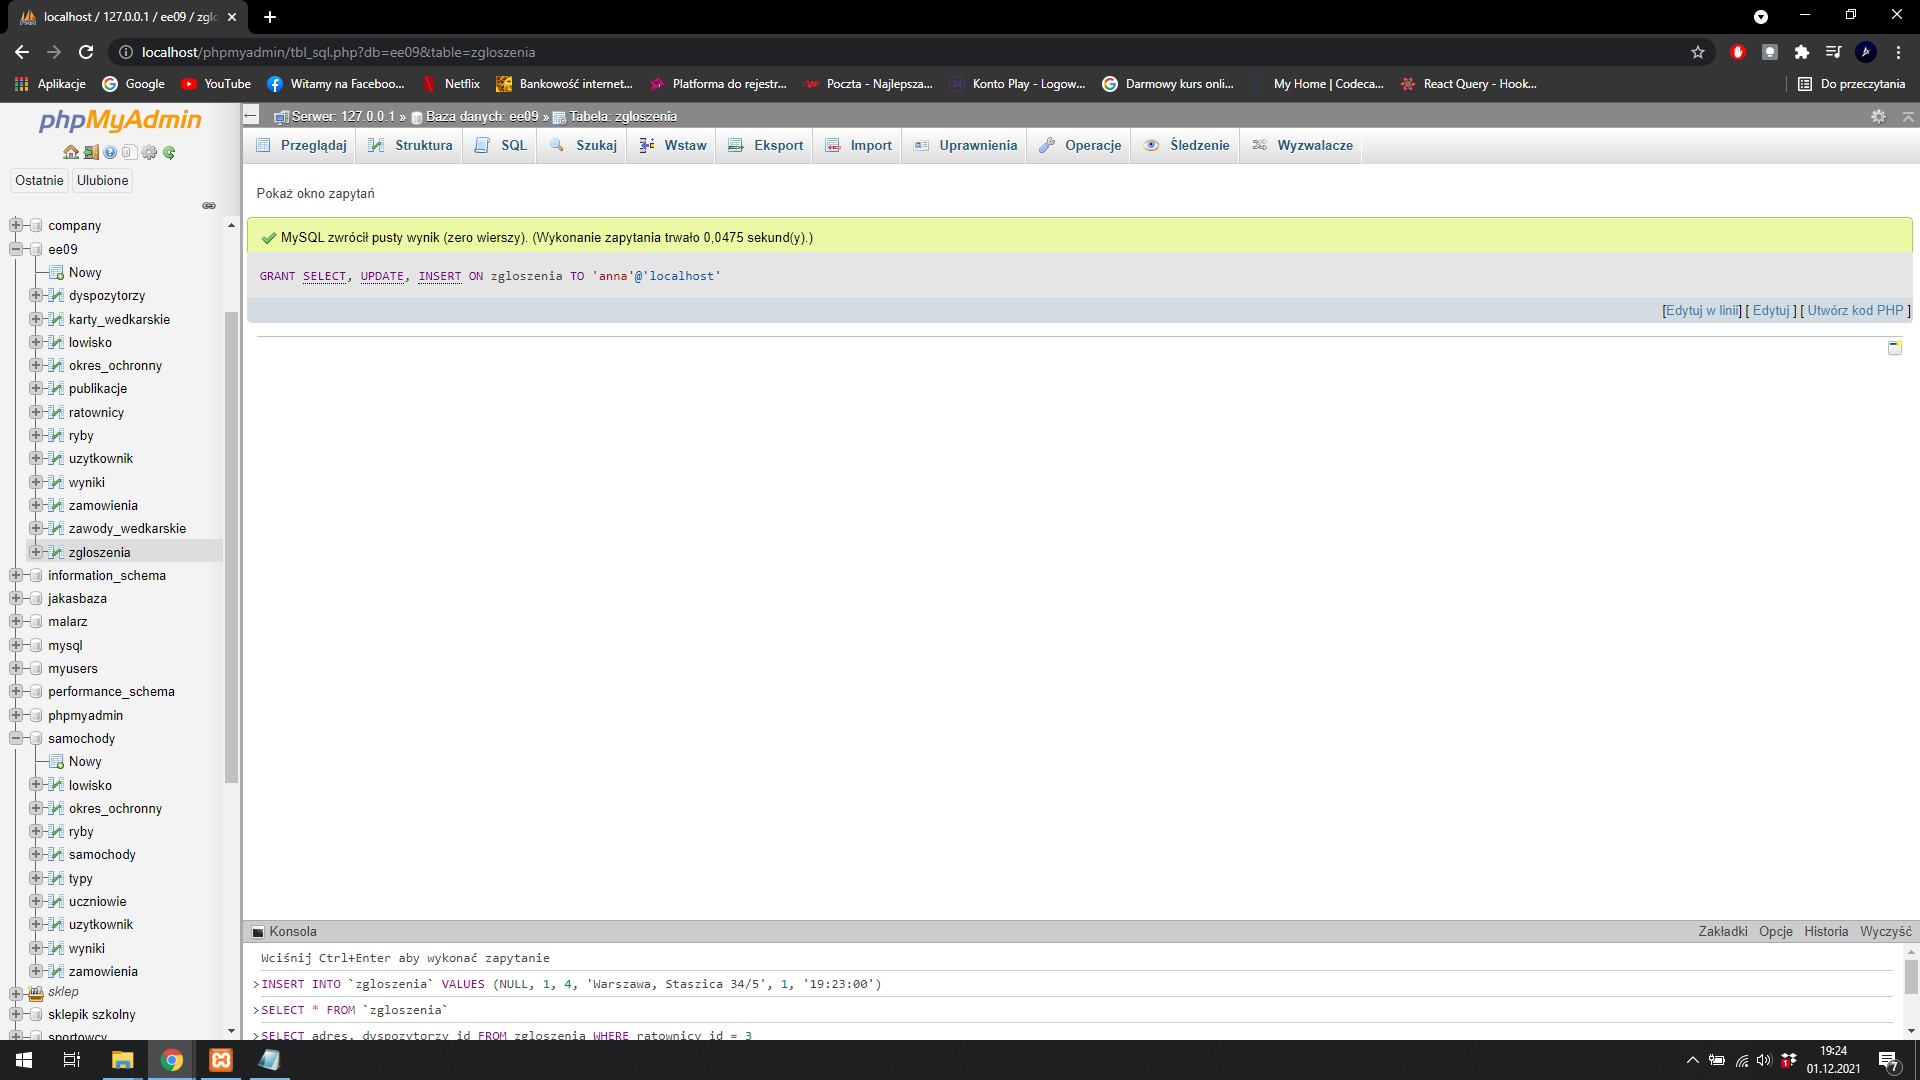 localhost / 127.0.0.1 / ee09 / zglo
localhost/phpmyadmin/tbl_sql.php?db=ee09&table=zgloszenia
Aplikacje Google YouTube Witamy na Faceboo... Netflix Bankowość internet... Platforma do rejestr... Poczta - Najlepsza... Konto Play - Logow... Darmowy kurs onli... My Home | Codeca... React Query - Hook... Do przeczytania
phpMyAdmin
Ostatnie Ulubione
company
ee09
Nowy
dyspozytorzy
karty_wedkarskie
lowisko
okres_ochronny
publikacje
ratownicy
ryby
uzytkownik
wyniki
zamowienia
zawody_wedkarskie
zgloszenia
information_schema
jakasbaza
malarz
mysql
myusers
performance_schema
phpmyadmin
samochody
Nowy
lowisko
okres_ochronny
ryby
samochody
typy
uczniowie
uzytkownik
wyniki
zamowienia
sklep
sklepik szkolny
sportowcy
Serwer: 127.0.0.1 » Baza danych: ee09 » Tabela: zgloszenia
Przeglądaj Struktura SQL Szukaj Wstaw Eksport Import Uprawnienia Operacje Śledzenie Wyzwalacze
Pokaż okno zapytań
MySQL zwrócił pusty wynik (zero wierszy). (Wykonanie zapytania trwało 0,0475 sekund(y).)
GRANT SELECT, UPDATE, INSERT ON zgloszenia TO 'anna'@'localhost'
[Edytuj w linii] [ Edytuj ] [ Utwórz kod PHP ]
Konsola Zakładki Opcje Historia Wyczyść
Wciśnij Ctrl+Enter aby wykonać zapytanie
>INSERT INTO `zgloszenia` VALUES (NULL, 1, 4, 'Warszawa, Staszica 34/5', 1, '19:23:00')
>SELECT * FROM `zgloszenia`
>SELECT adres, dyspozytorzy_id FROM zgloszenia WHERE ratownicy_id = 3
19:24
01.12.2021
7